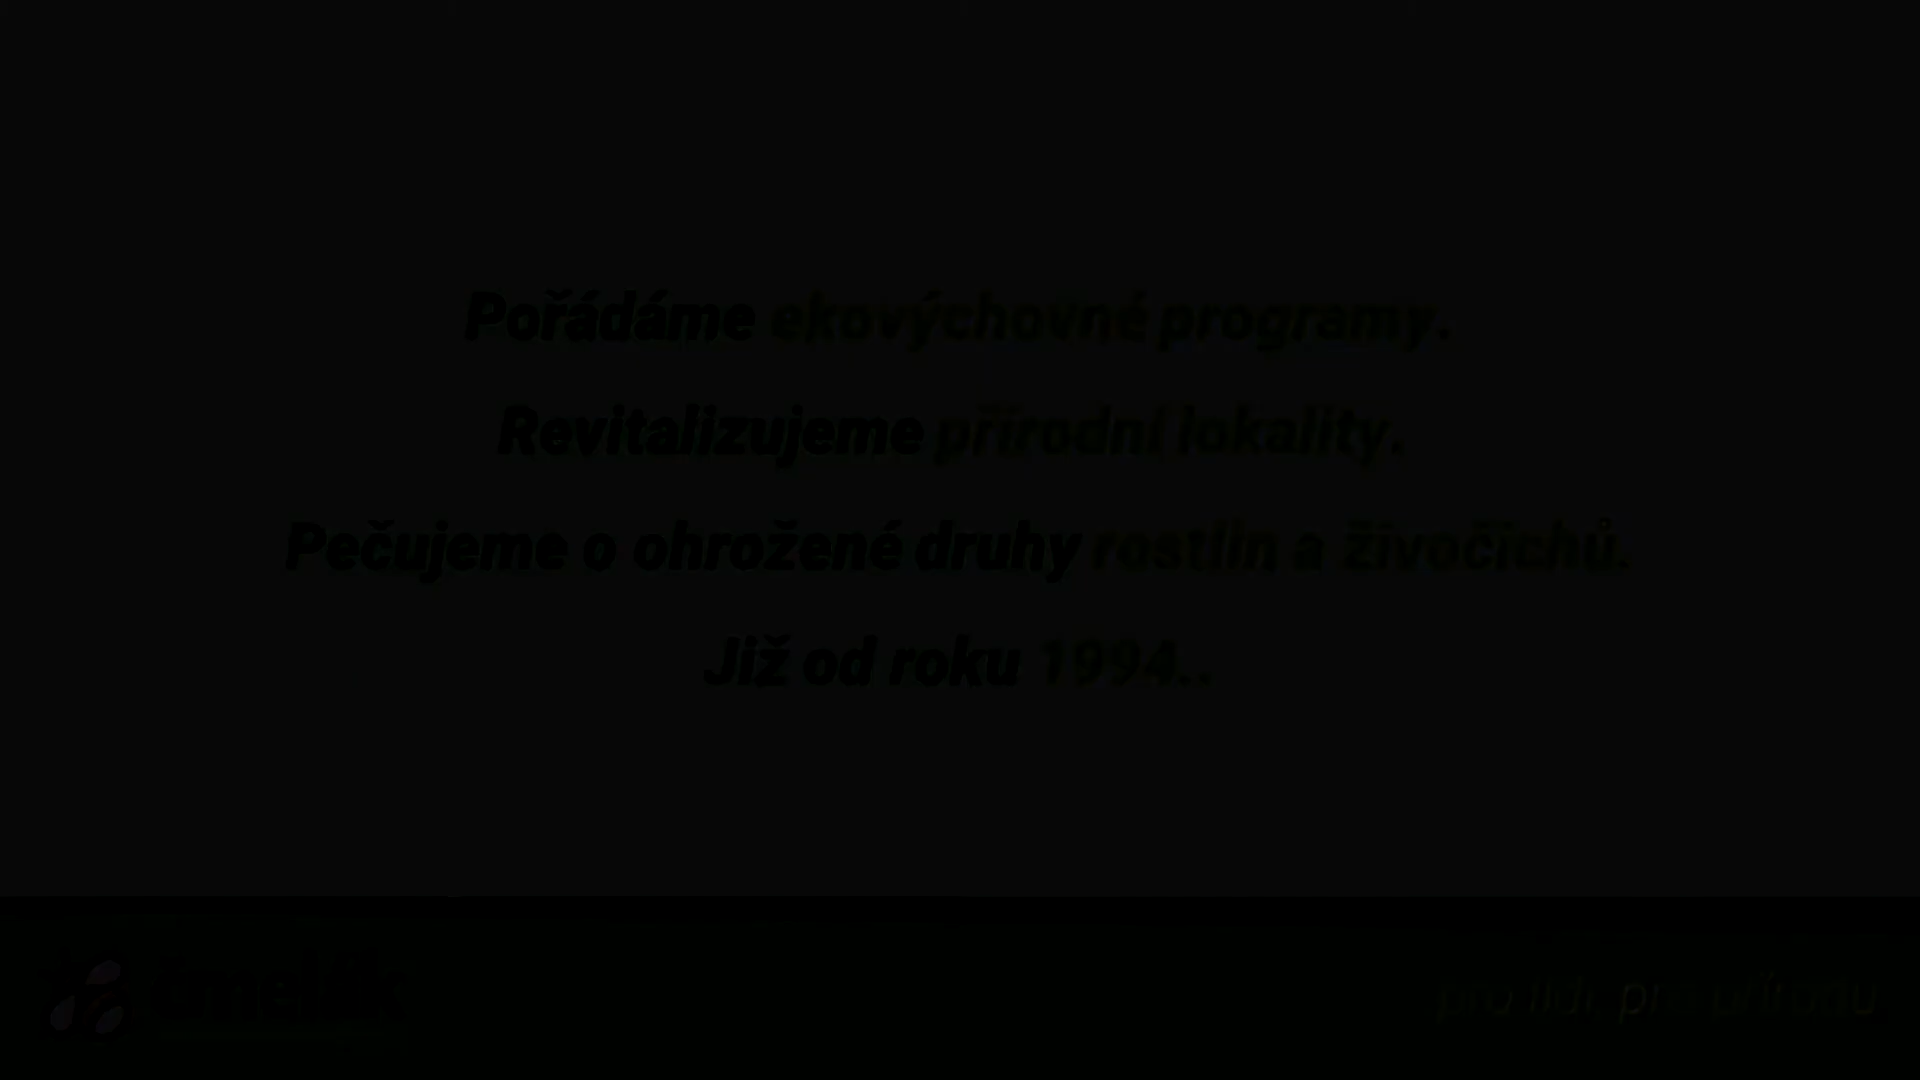 Pořádáme ekovýchovné programy.
Revitalizujeme přírodní lokality.
Pečujeme o ohrožené druhy rostlin a živočichů.
Již od roku 1994..
pro lidi, pro přírodu